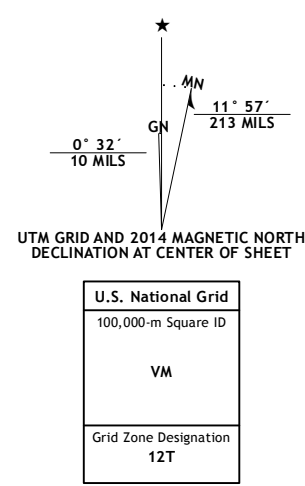 ★
MN
GN
11° 57´
213 MILS
0° 32´
10 MILS
UTM GRID AND 2014 MAGNETIC NORTH
DECLINATION AT CENTER OF SHEET
U.S. National Grid
100,000-m Square ID
VM
Grid Zone Designation
12T